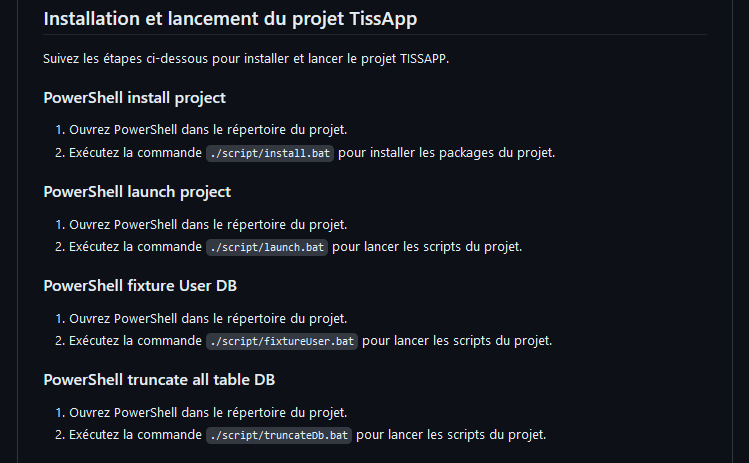 Installation et lancement du projet TissApp
Suivez les étapes ci-dessous pour installer et lancer le projet TISSAPP.
PowerShell install project
1. Ouvrez PowerShell dans le répertoire du projet.
2. Exécutez la commande ./script/install.bat pour installer les packages du projet.
PowerShell launch project
1. Ouvrez PowerShell dans le répertoire du projet.
2. Exécutez la commande ./script/launch.bat pour lancer les scripts du projet.
PowerShell fixture User DB
1. Ouvrez PowerShell dans le répertoire du projet.
2. Exécutez la commande ./script/fixtureUser.bat pour lancer les scripts du projet.
PowerShell truncate all table DB
1. Ouvrez PowerShell dans le répertoire du projet.
2. Exécutez la commande ./script/truncateDb.bat pour lancer les scripts du projet.